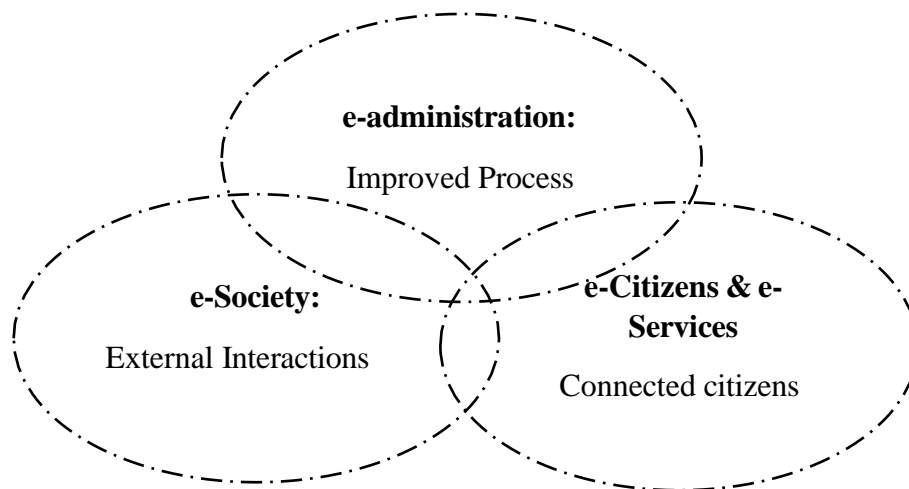 e-administration:
Improved Process
e-Society:
External Interactions
e-Citizens & e-
Services
Connected citizens